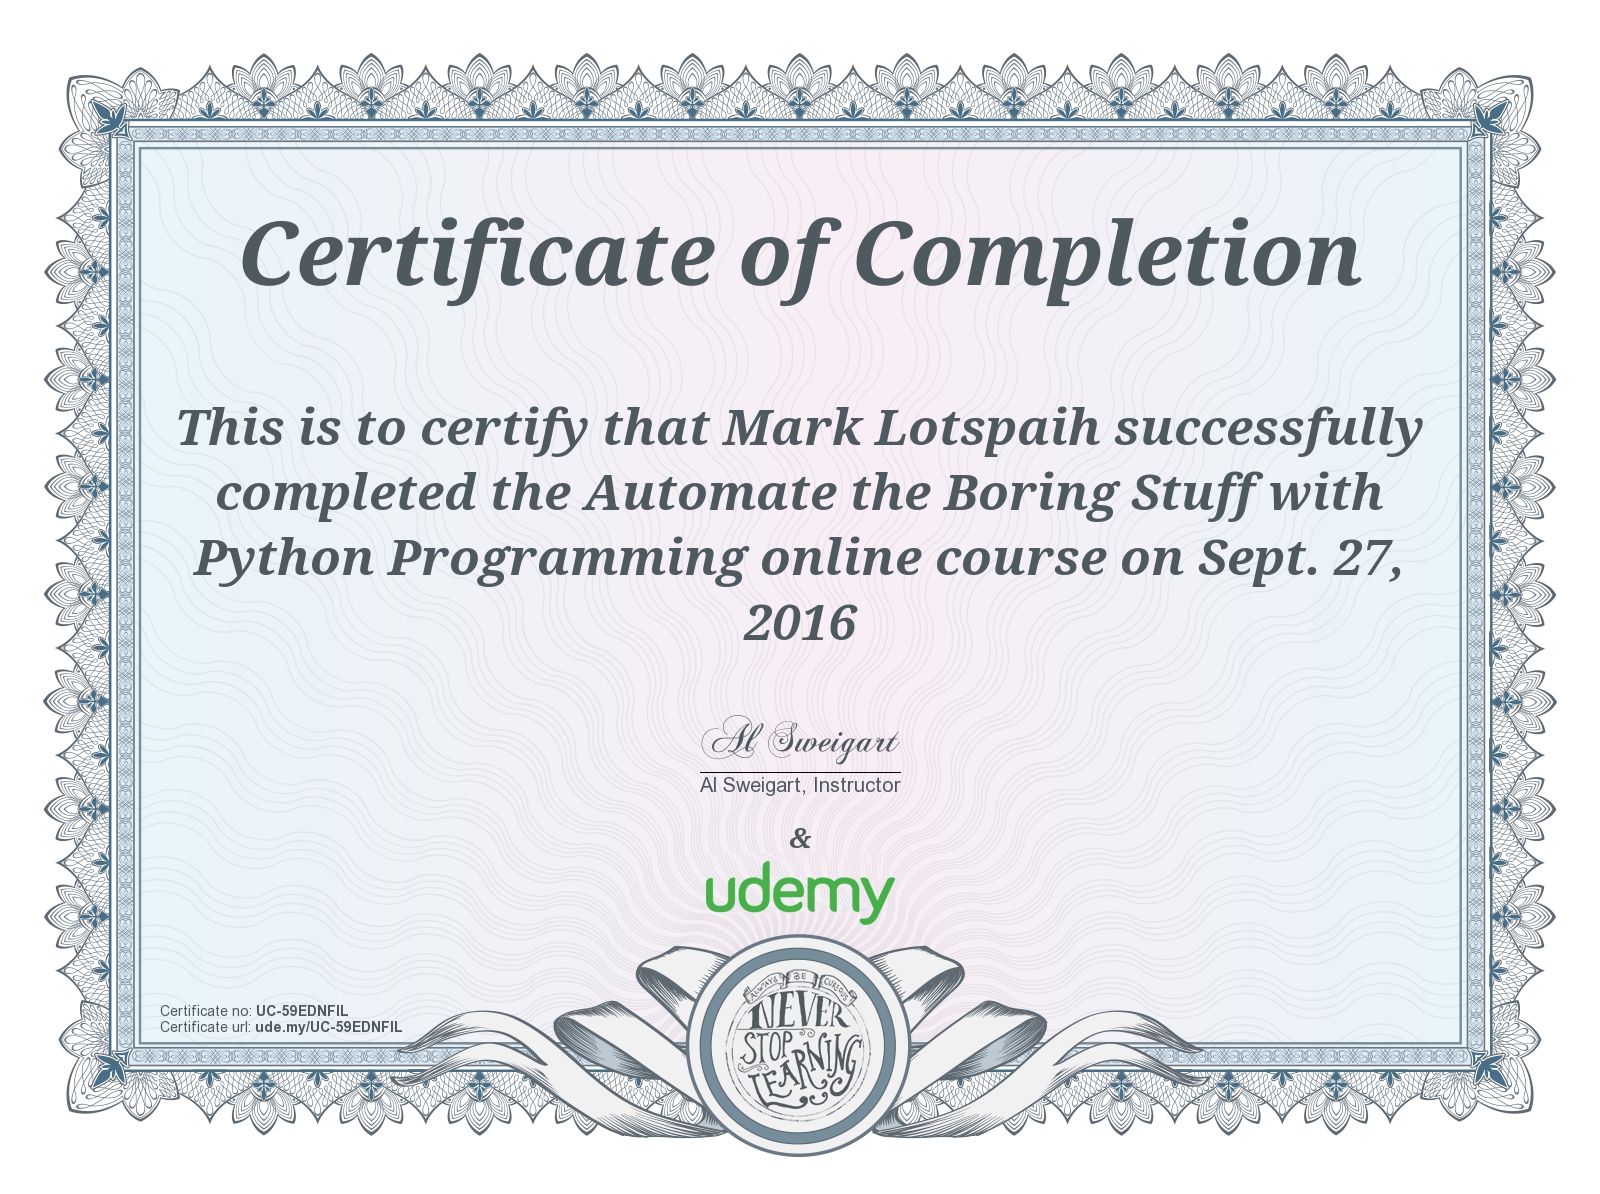 Certificate of Completion
This is to certify that Mark Lotspaih successfully
completed the Automate the Boring Stuff with
Python Programming online course on Sept. 27,
2016
Al Sweigart
Al Sweigart, Instructor
&
udemy
ALWAYS BE CURIOUS
NEVER
STOP
LEARNING
Certificate no: UC-59EDNFIL
Certificate url: ude.my/UC-59EDNFIL